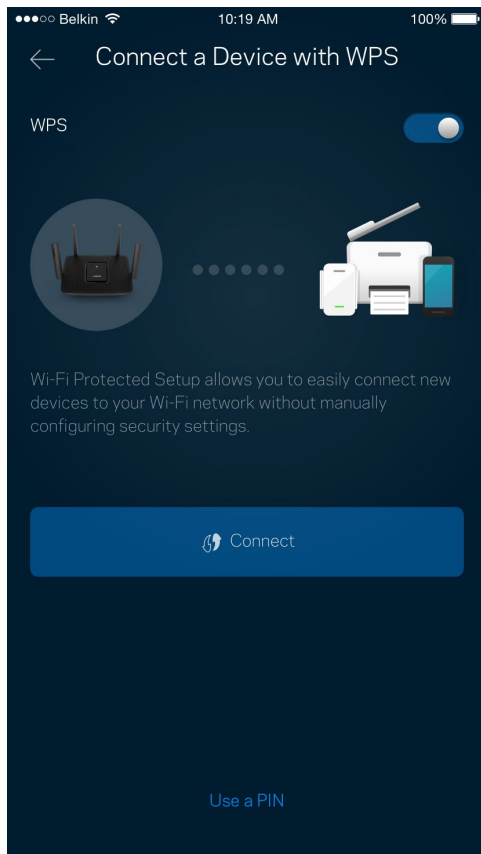 Belkin 10:19 AM 100%
Connect a Device with WPS
WPS
Wi-Fi Protected Setup allows you to easily connect new
devices to your Wi-Fi network without manually
configuring security settings.
Connect
Use a PIN